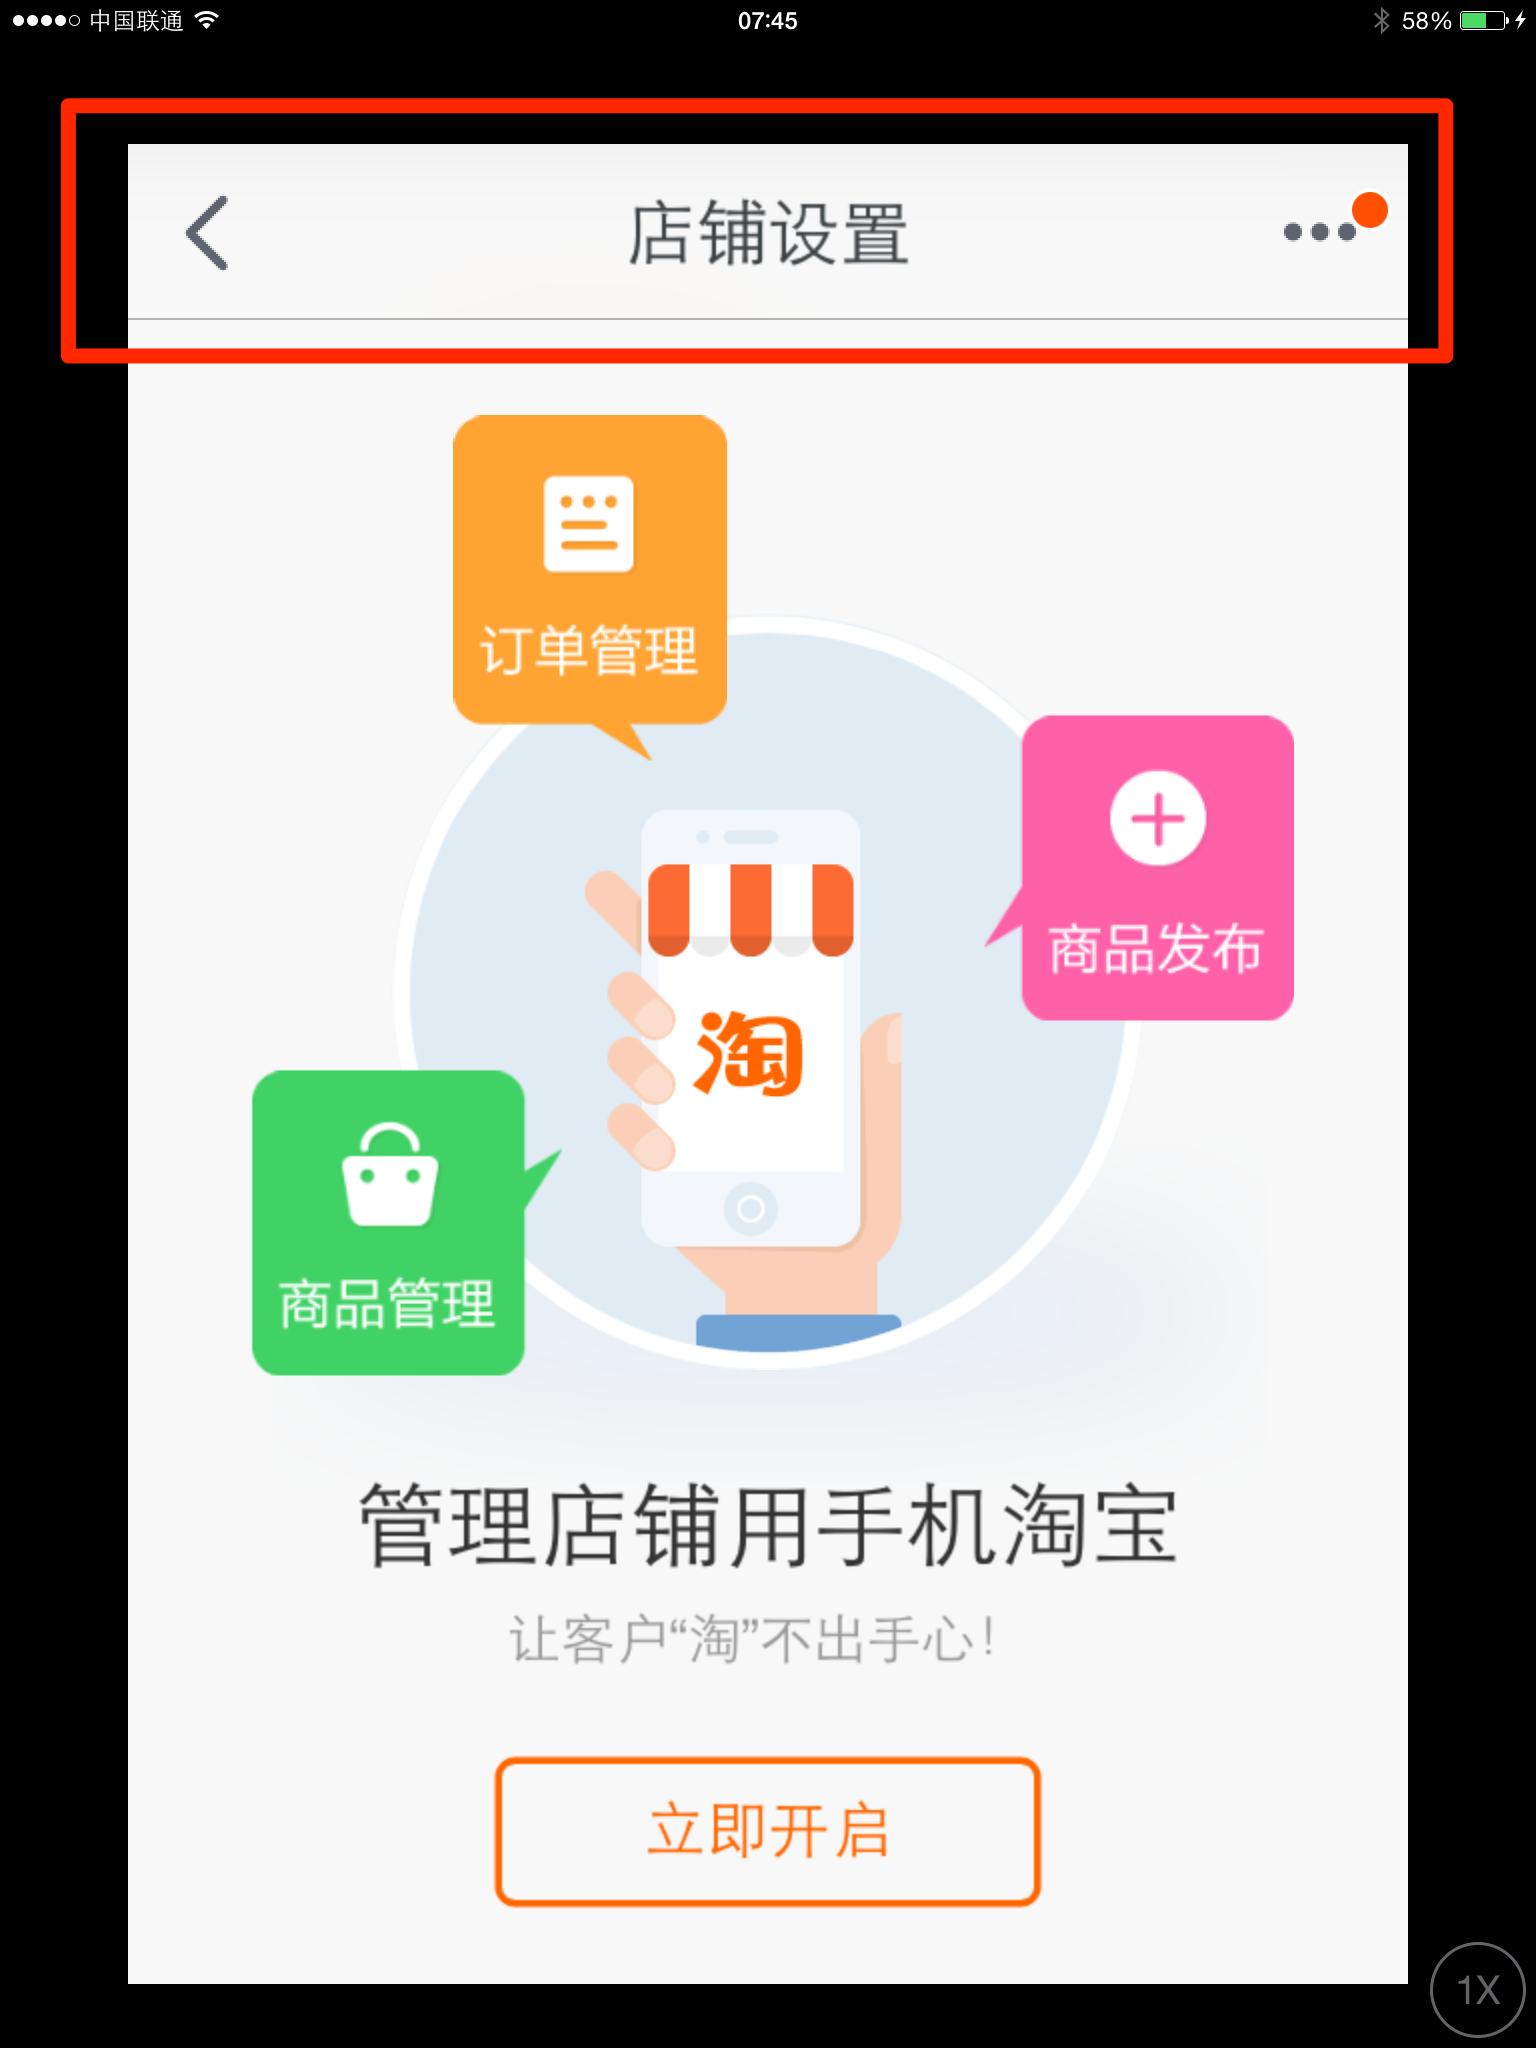 中国联通 07:45 58%
店铺设置
订单管理
商品发布
淘
商品管理
管理店铺用手机淘宝
让客户“淘”不出手心!
立即开启
1X